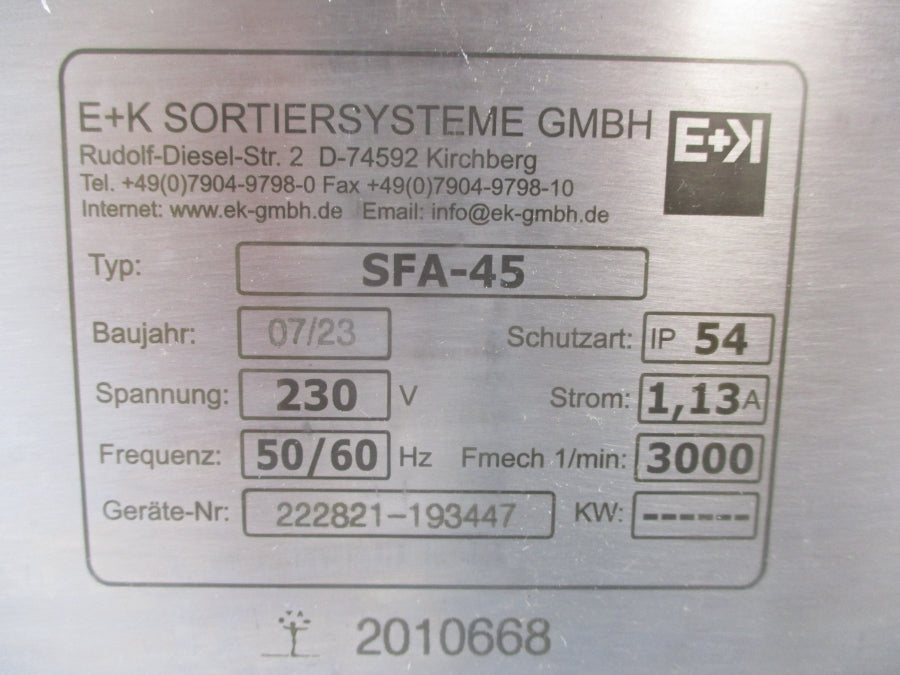 E+K SORTIERSYSTEME GMBH E+K
Rudolf-Diesel-Str. 2 D-74592 Kirchberg
Tel. +49(0)7904-9798-0 Fax +49(0)7904-9798-10
Internet: www.ek-gmbh.de Email: info@ek-gmbh.de
Typ: SFA-45
Baujahr: 07/23 Schutzart: IP 54
Spannung: 230 V Strom: 1,13 A
Frequenz: 50/60 Hz Fmech 1/min: 3000
Geräte-Nr: 222821-193447 KW: ------
2010668